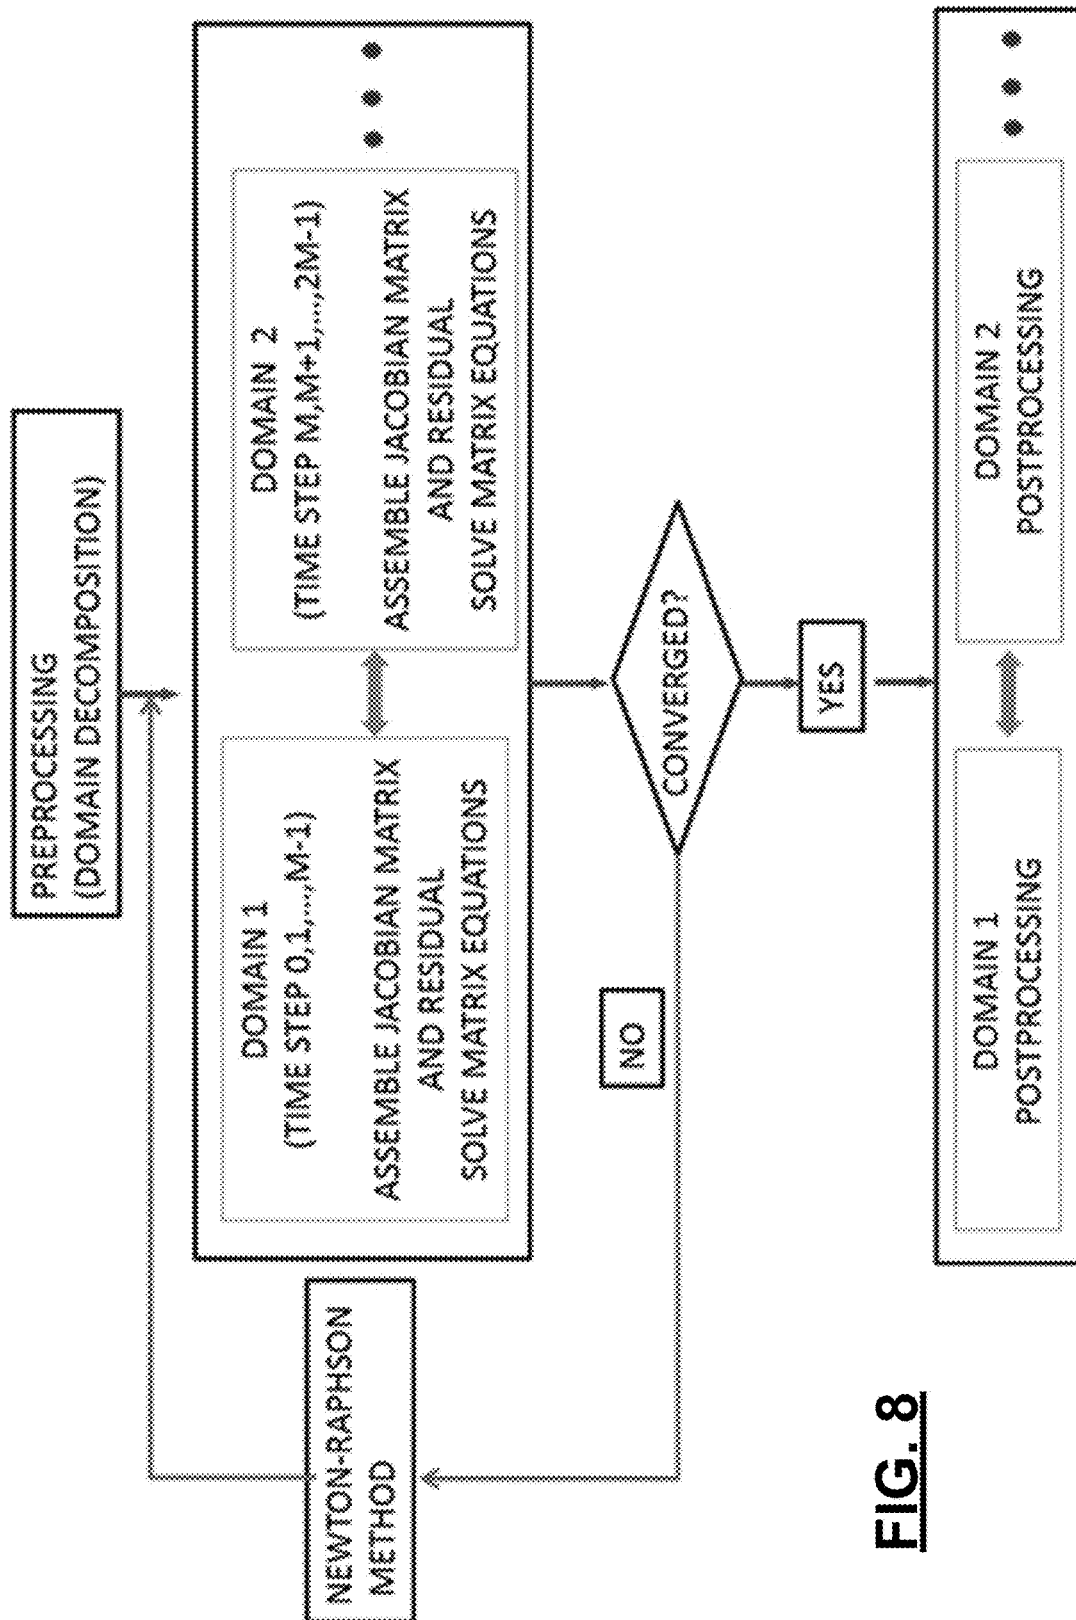 PREPROCESSING
(DOMAIN DECOMPOSITION)
NEWTON-RAPHSON
METHOD
DOMAIN 1
(TIME STEP 0,1,...,M-1)
ASSEMBLE JACOBIAN MATRIX
AND RESIDUAL
SOLVE MATRIX EQUATIONS
DOMAIN 2
(TIME STEP M,M+1,...,2M-1)
ASSEMBLE JACOBIAN MATRIX
AND RESIDUAL
SOLVE MATRIX EQUATIONS
NO
CONVERGED?
YES
DOMAIN 1
POSTPROCESSING
DOMAIN 2
POSTPROCESSING
FIG. 8